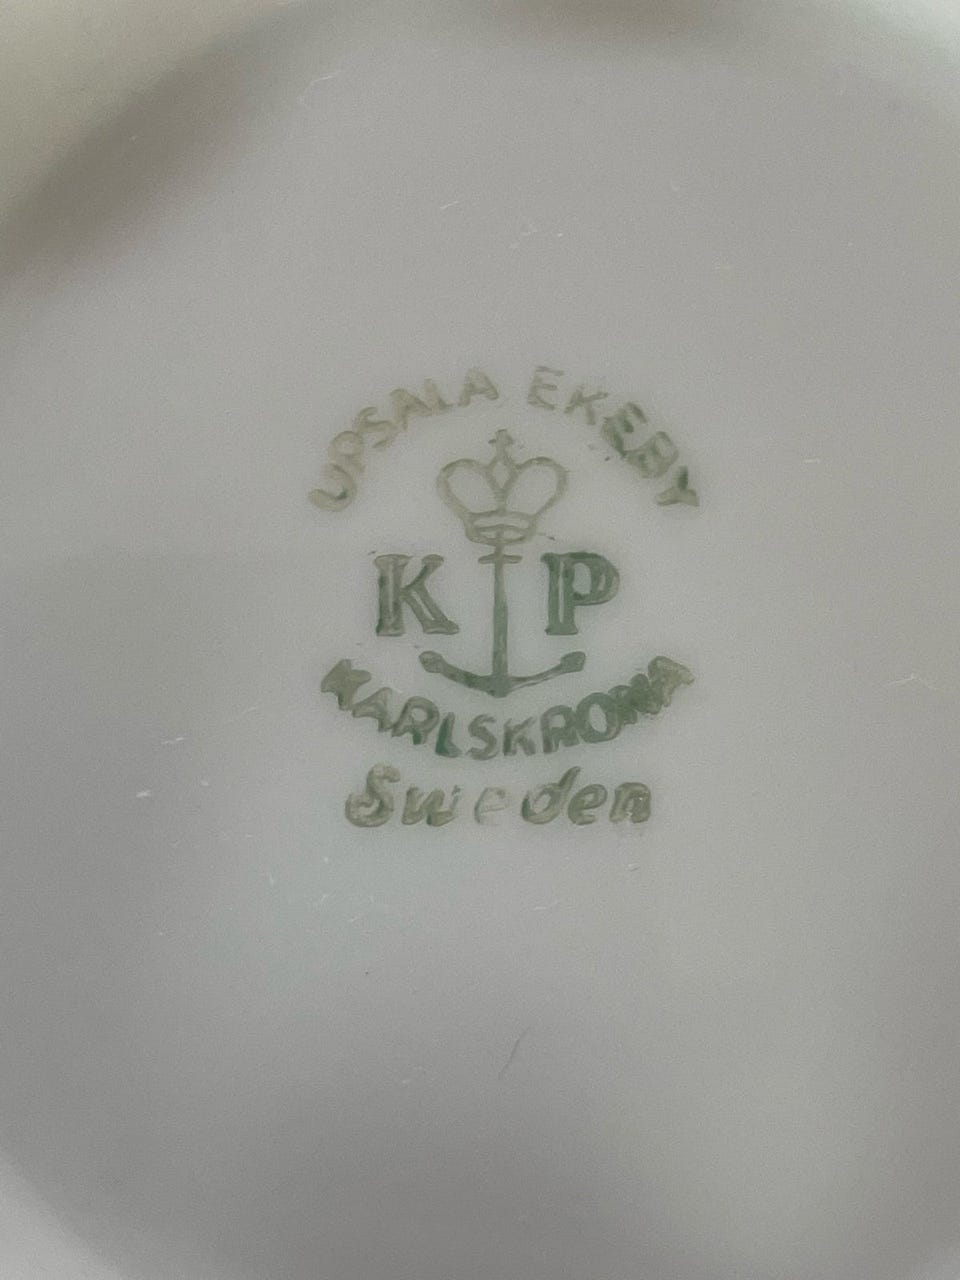 UPSALA EKEBY
K P
KARLSKRONA
Sweden